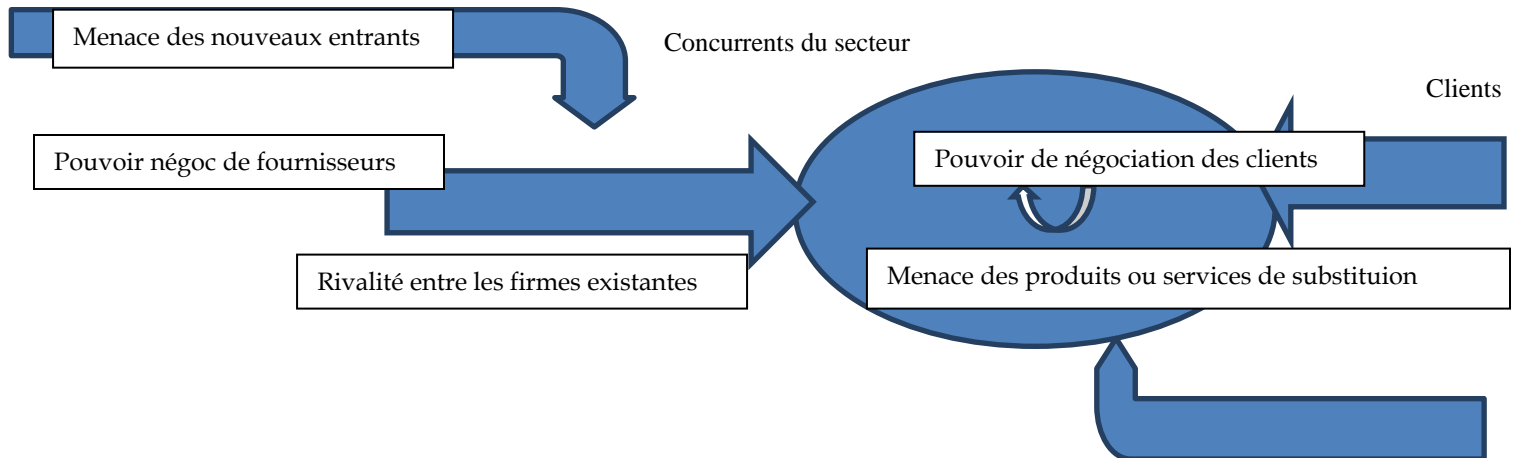 Menace des nouveaux entrants
Concurrents du secteur
Clients
Pouvoir négoc de fournisseurs
Pouvoir de négociation des clients
Rivalité entre les firmes existantes
Menace des produits ou services de substituion